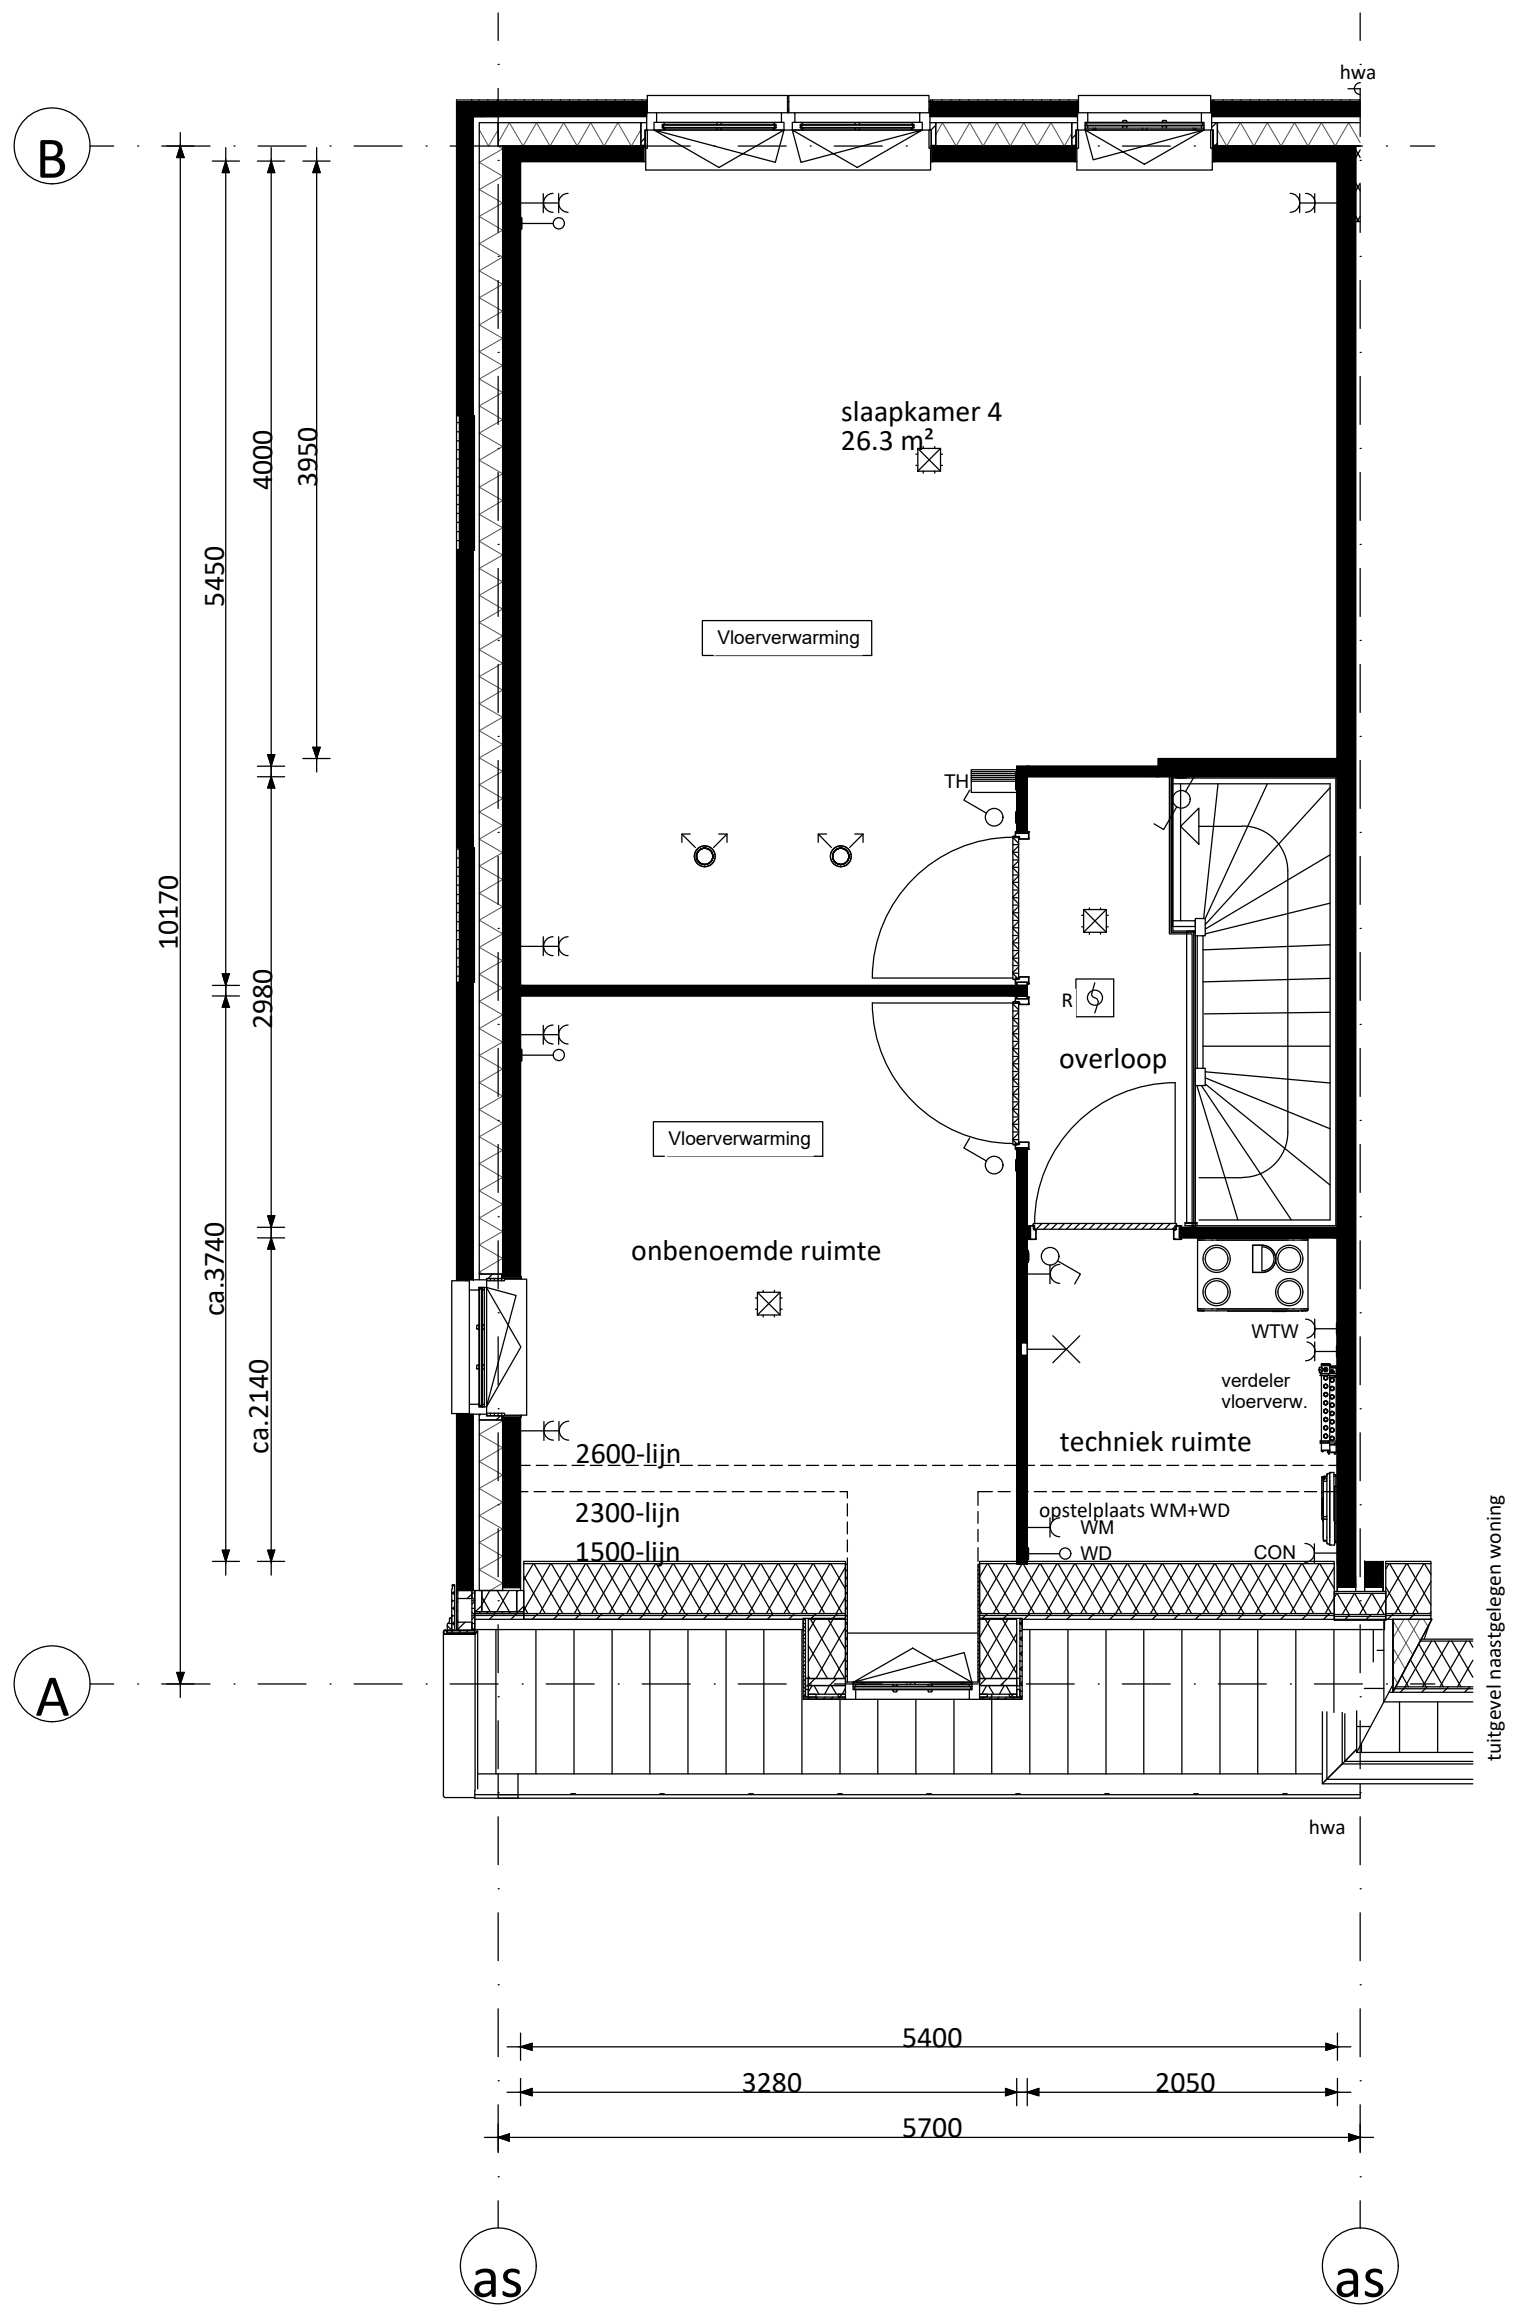 hwa
B
slaapkamer 4
26.3 m²
4000
3950
5450
Vloerverwarming
TH
10170
2980
R
overloop
Vloerverwarming
onbenoemde ruimte
ca.3740
ca.2140
WTW
verdeler
vloerverw.
techniek ruimte
2600-lijn
2300-lijn
opstelplaats WM+WD
WM
1500-lijn
WD
CON
tuitgevel naastgelegen woning
A
hwa
5400
3280
2050
5700
as
as